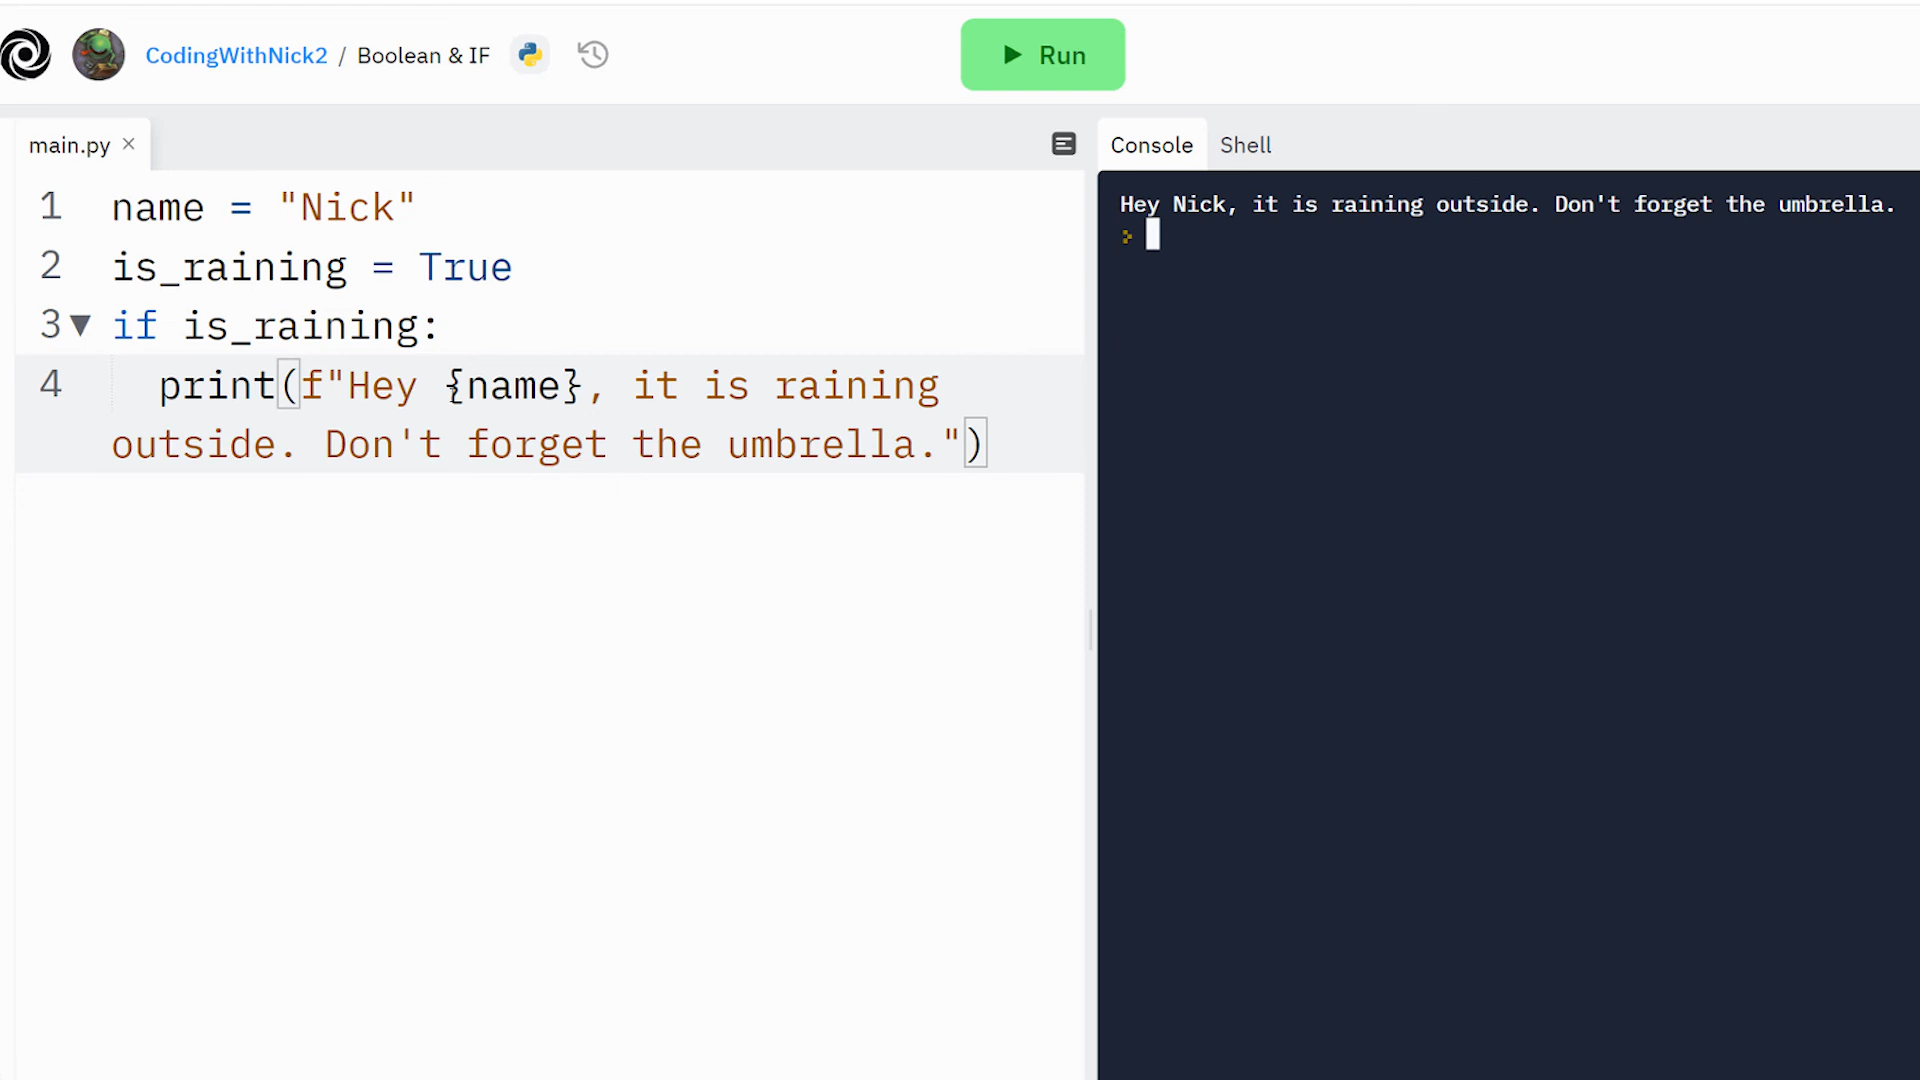 CodingWithNick2 / Boolean & IF
Run
main.py
Console Shell
1 name = "Nick"
2 is_raining = True
3 if is_raining:
4 print(f"Hey {name}, it is raining
outside. Don't forget the umbrella.")
Hey Nick, it is raining outside. Don't forget the umbrella.
>